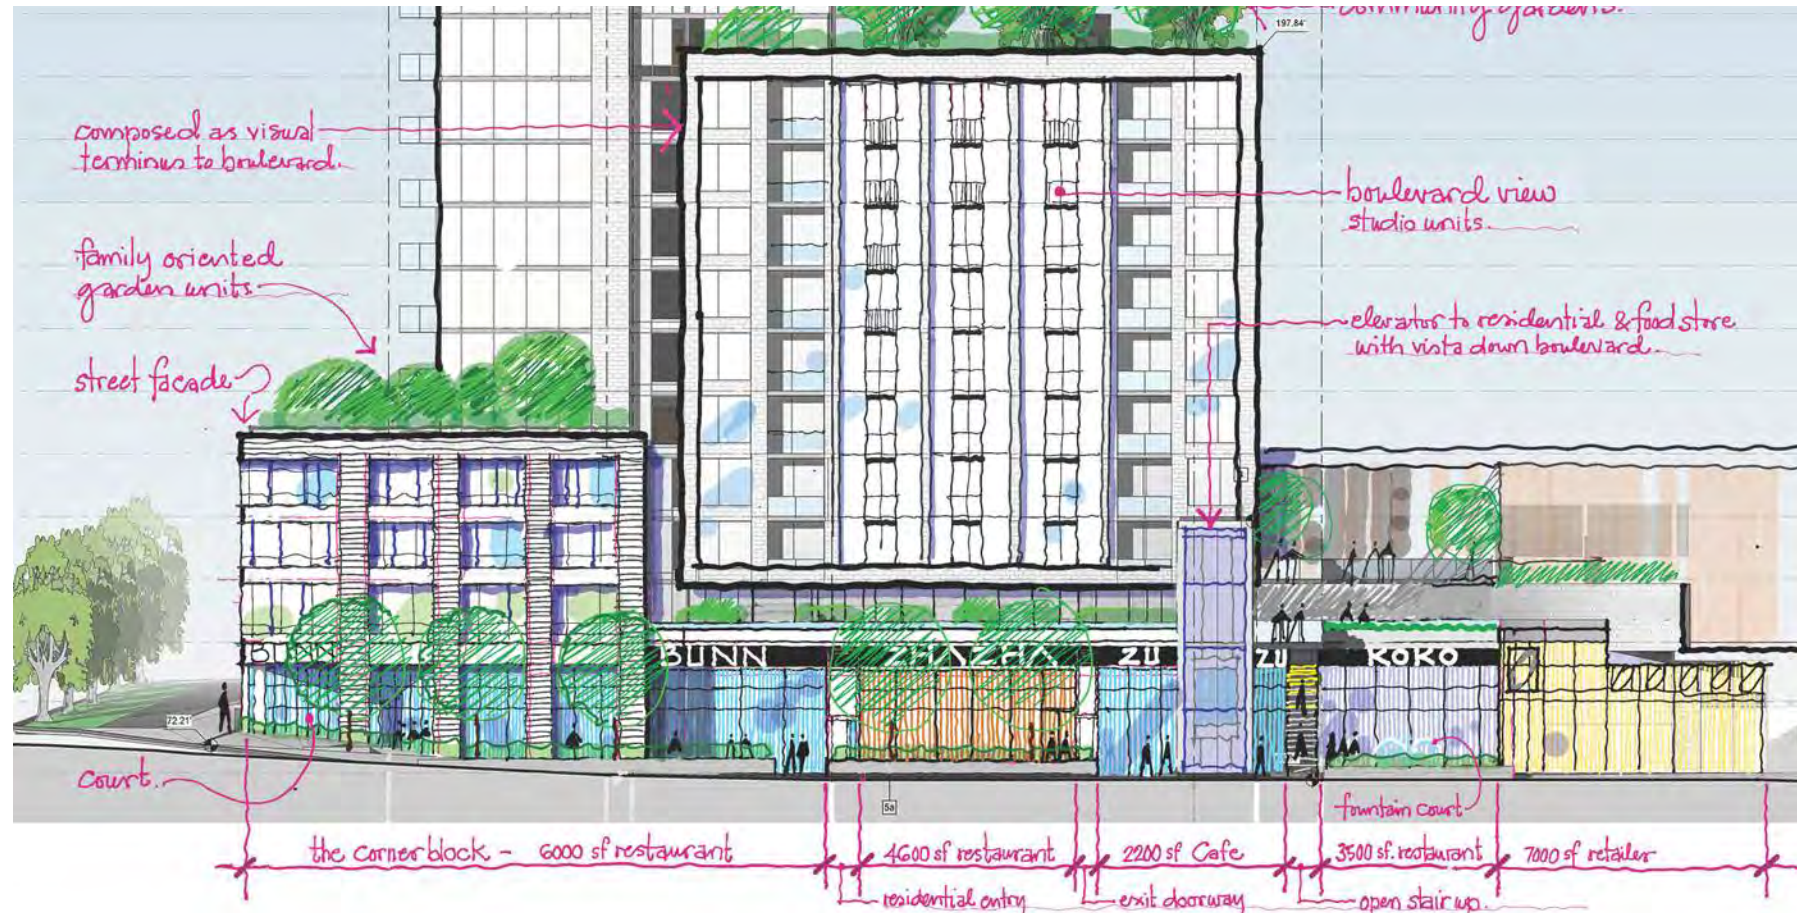 community gardens.
197.84'
composed as visual
terminus to boulevard.
boulevard view
studio units.
family oriented
garden units.
elevator to residential & food store
with vista down boulevard.
street facade
BUNN
BUNN
ZHAZHA
ZU
ZU
KOKO
72.21'
court.
5a
fountain court
the corner block - 6000 sf restaurant
4600 sf restaurant
2200 sf Cafe
3500 sf. restaurant
7000 sf retailer
residential entry
exit doorway
open stair up.